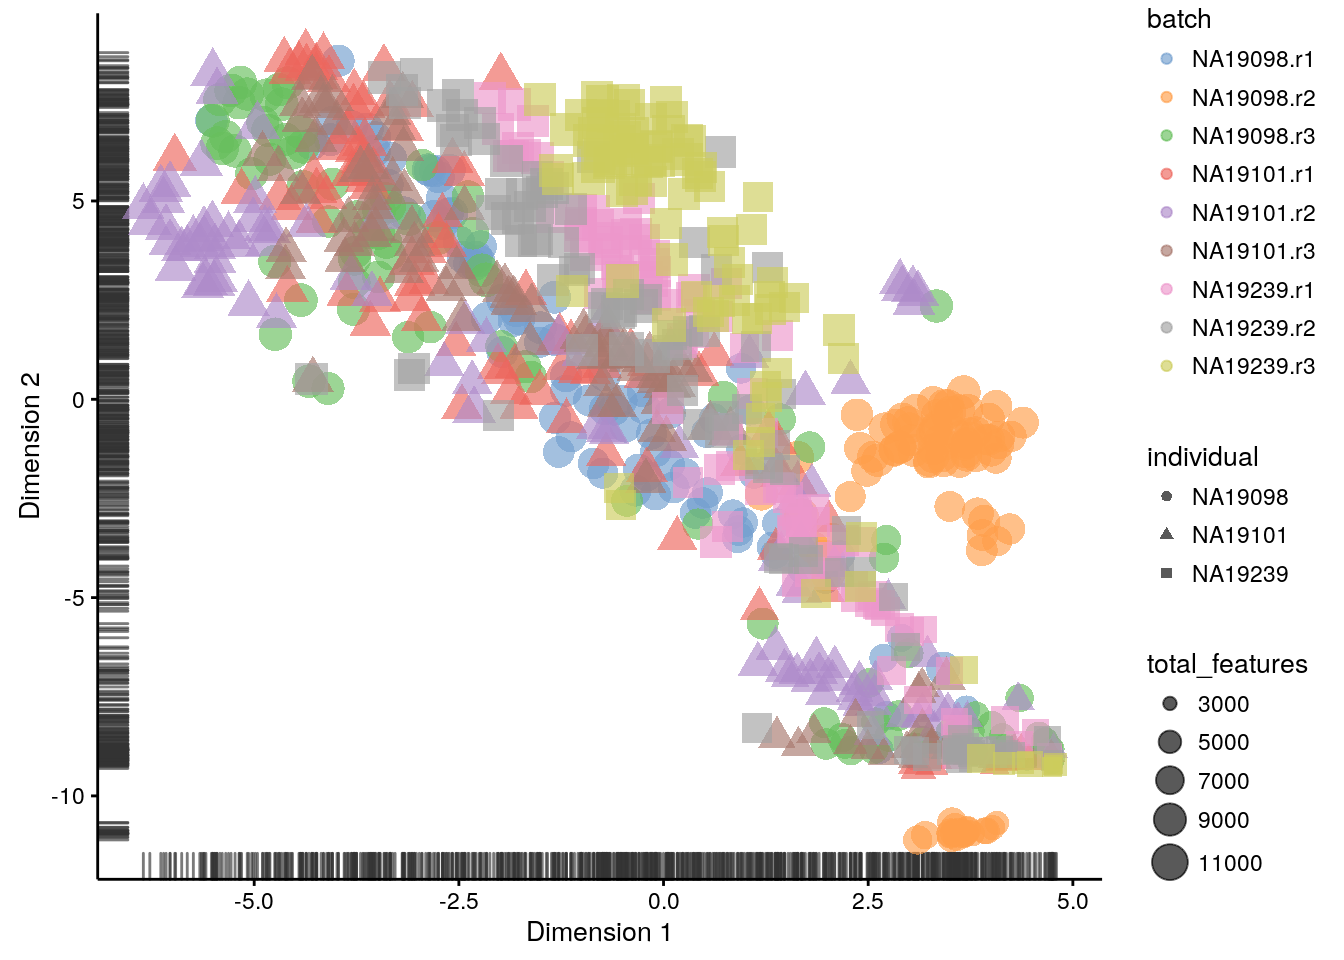 batch
NA19098.r1
NA19098.r2
NA19098.r3
NA19101.r1
NA19101.r2
NA19101.r3
NA19239.r1
NA19239.r2
NA19239.r3
individual
NA19098
NA19101
NA19239
total_features
3000
5000
7000
9000
11000
Dimension 2
5
0
-5
-10
-5.0 -2.5 0.0 2.5 5.0
Dimension 1